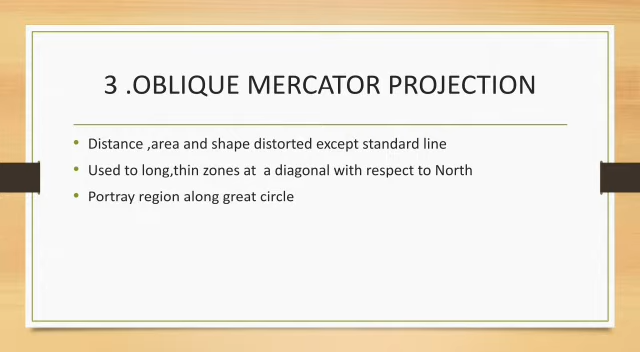 3 .OBLIQUE MERCATOR PROJECTION
• Distance ,area and shape distorted except standard line
• Used to long,thin zones at  a diagonal with respect to North
• Portray region along great circle